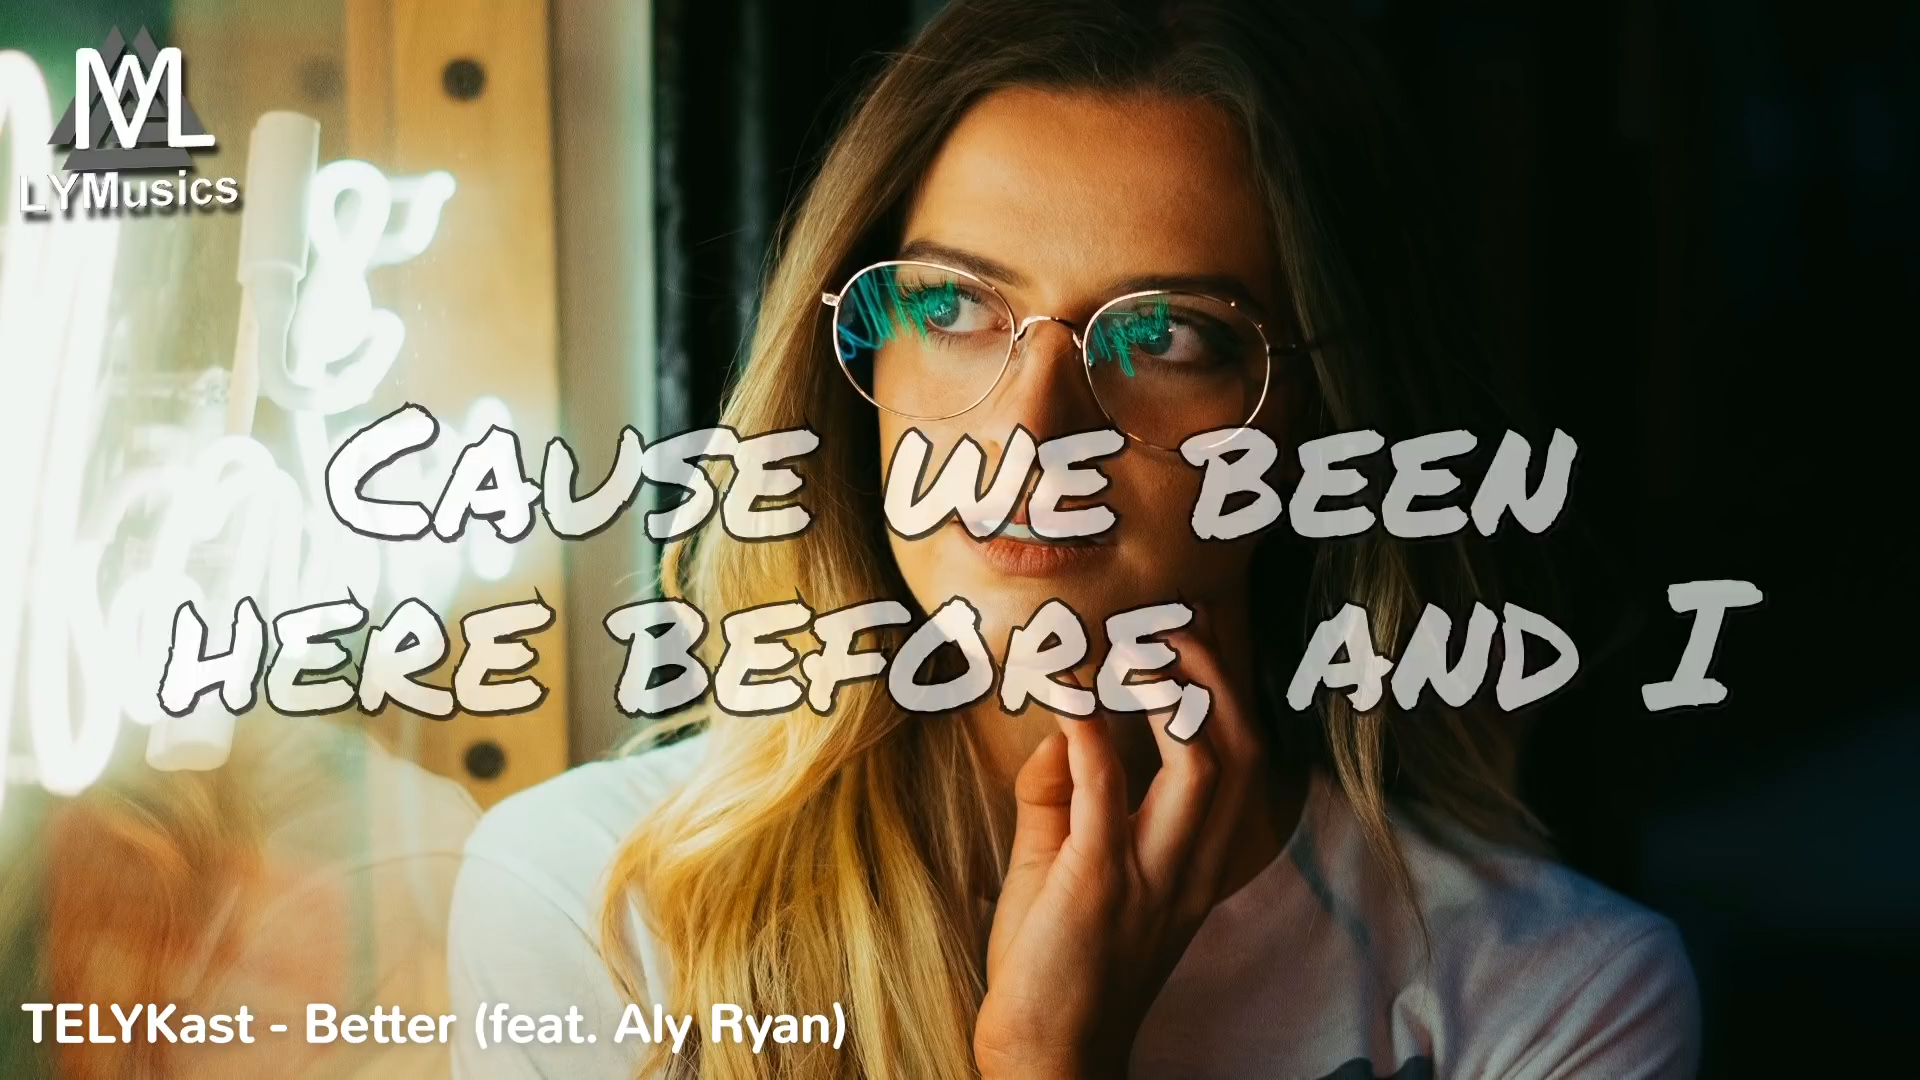 LYMusics
Cause we been
here before, and I
TELYKast - Better (feat. Aly Ryan)